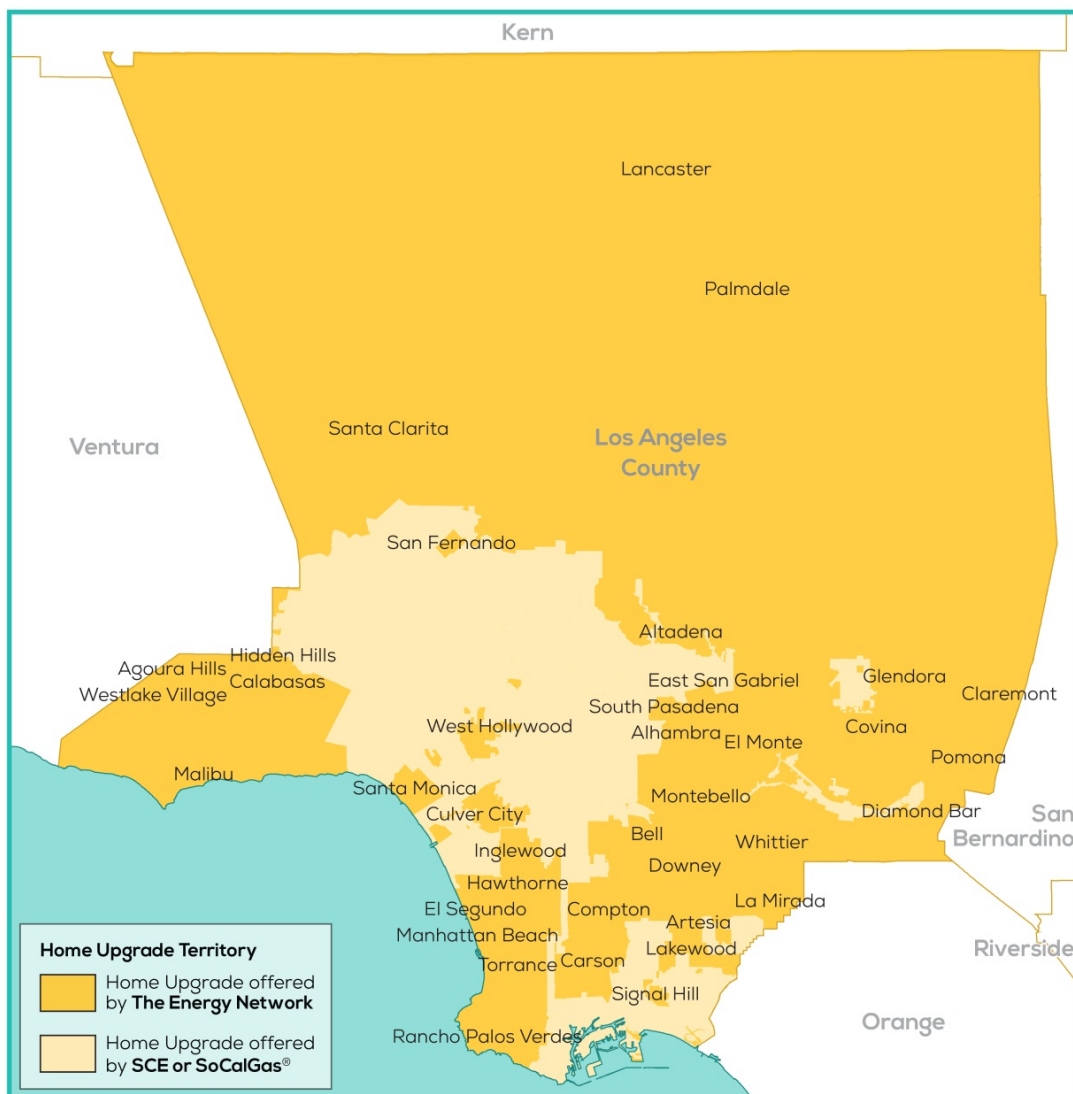 Kern
Lancaster
Palmdale
Santa Clarita
Ventura
Los Angeles
County
San Fernando
Altadena
Hidden Hills
Agoura Hills
East San Gabriel
Glendora
Calabasas
Westlake Village
Claremont
South Pasadena
West Hollywood
Covina
Alhambra
El Monte
Pomona
Malibu
Santa Monica
Montebello
Culver City
Diamond Bar
San
Bernardino
Bell
Whittier
Inglewood
Downey
Hawthorne
La Mirada
El Segundo
Compton
Artesia
Manhattan Beach
Lakewood
Riverside
Carson
Torrance
Signal Hill
Orange
Rancho Palos Verdes
Home Upgrade Territory
Home Upgrade offered
by The Energy Network
Home Upgrade offered
by SCE or SoCalGas®